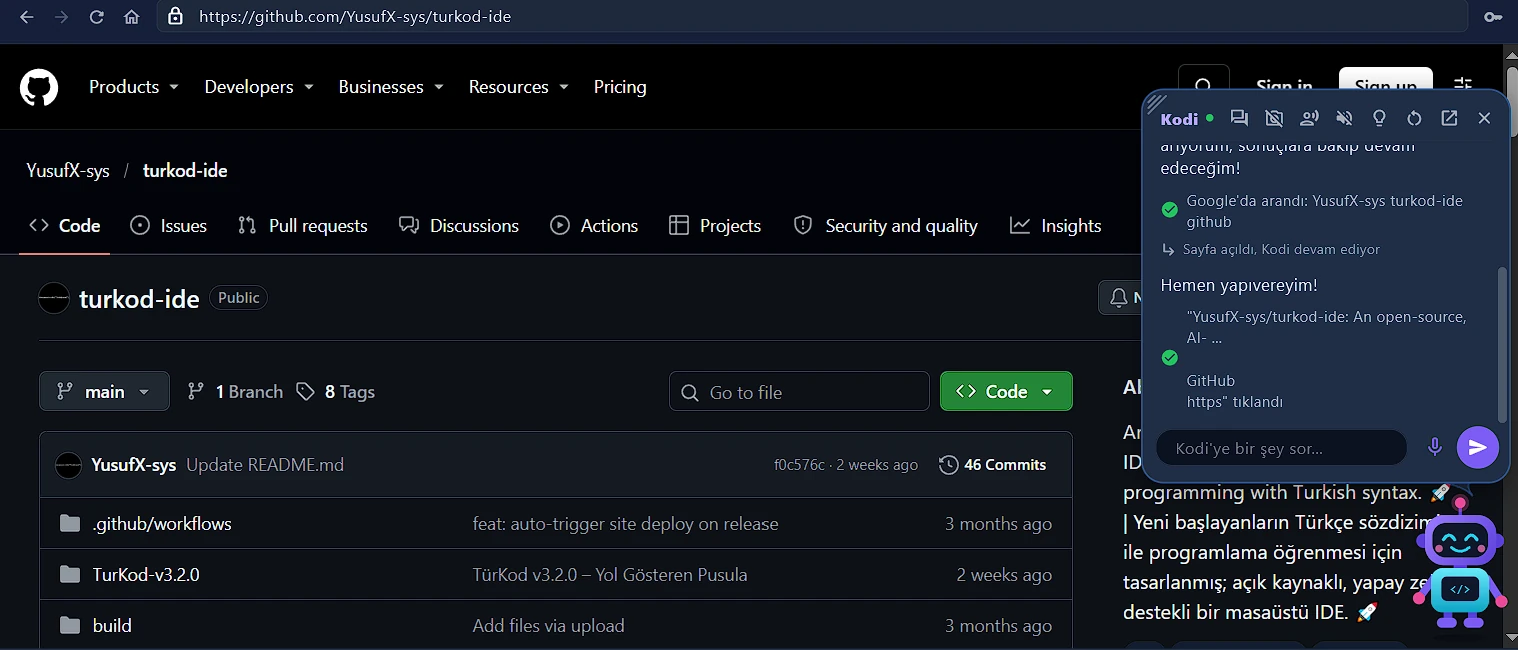 https://github.com/YusufX-sys/turkod-ide
Products Developers Businesses Resources Pricing
Sign in Sign up
YusufX-sys / turkod-ide
Code Issues Pull requests Discussions Actions Projects Security and quality Insights
turkod-ide Public
N
main 1 Branch 8 Tags Go to file Code
YusufX-sys Update README.md f0c576c · 2 weeks ago 46 Commits
.github/workflows feat: auto-trigger site deploy on release 3 months ago
TurKod-v3.2.0 TürKod v3.2.0 – Yol Gösteren Pusula 2 weeks ago
build Add files via upload 3 months ago
Kodi
arıyorum, sonuçlara bakıp devam
edeceğim!
Google'da arandı: YusufX-sys turkod-ide
github
Sayfa açıldı, Kodi devam ediyor
Hemen yapıvereyim!
"YusufX-sys/turkod-ide: An open-source,
AI- ...
GitHub
https" tıklandı
Kodi'ye bir şey sor...
programming with Turkish syntax. 🚀
| Yeni başlayanların Türkçe
ile programlama öğrenmesi için
tasarlanmış; açık kaynaklı, yapay
destekli bir masaüstü IDE. 🚀
</>